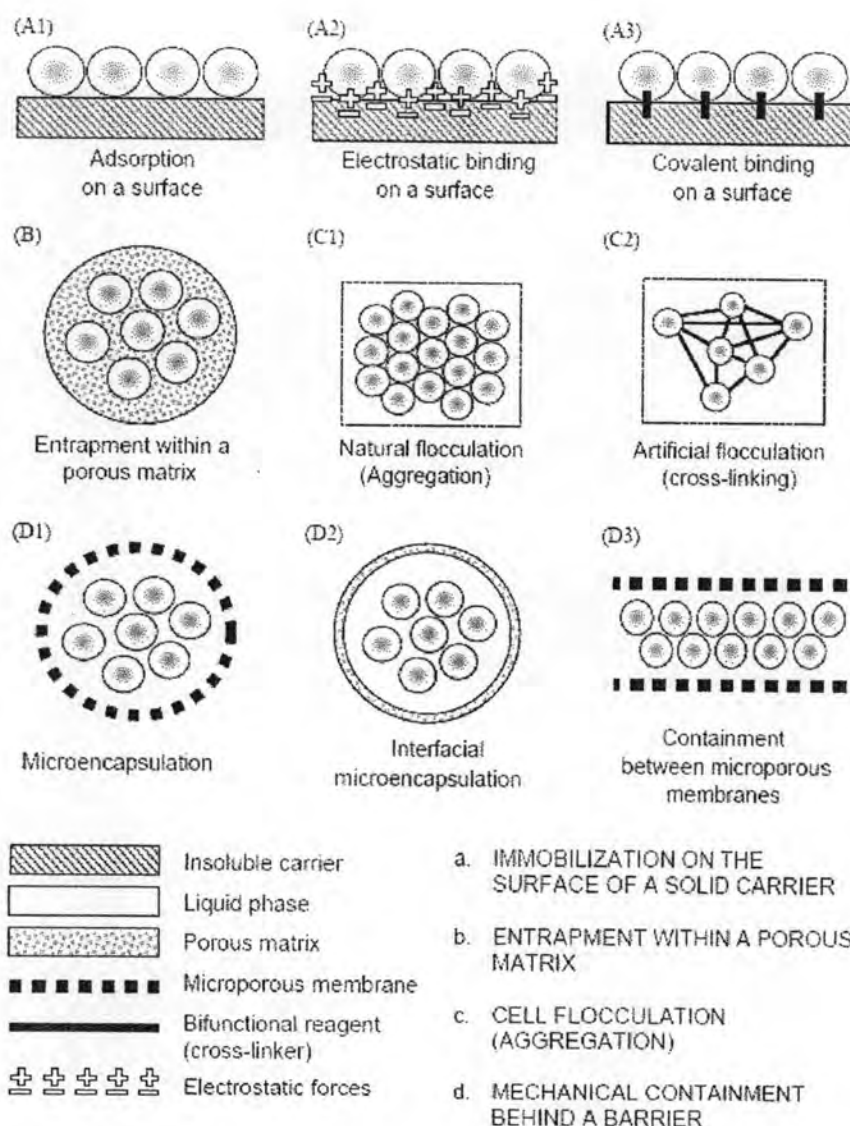 (A1)
(A2)
(A3)
Adsorption
on a surface
Electrostatic binding
on a surface
Covalent binding
on a surface
(B)
(C1)
(C2)
Entrapment within a
porous matrix
Natural flocculation
(Aggregation)
Artificial flocculation
(cross-linking)
(D1)
(D2)
(D3)
Microencapsulation
Interfacial
microencapsulation
Containment
between microporous
membranes
Insoluble carrier
Liquid phase
Porous matrix
Microporous membrane
Bifunctional reagent
(cross-linker)
Electrostatic forces
a. IMMOBILIZATION ON THE
SURFACE OF A SOLID CARRIER
b. ENTRAPMENT WITHIN A POROUS
MATRIX
c. CELL FLOCCULATION
(AGGREGATION)
d. MECHANICAL CONTAINMENT
BEHIND A BARRIER